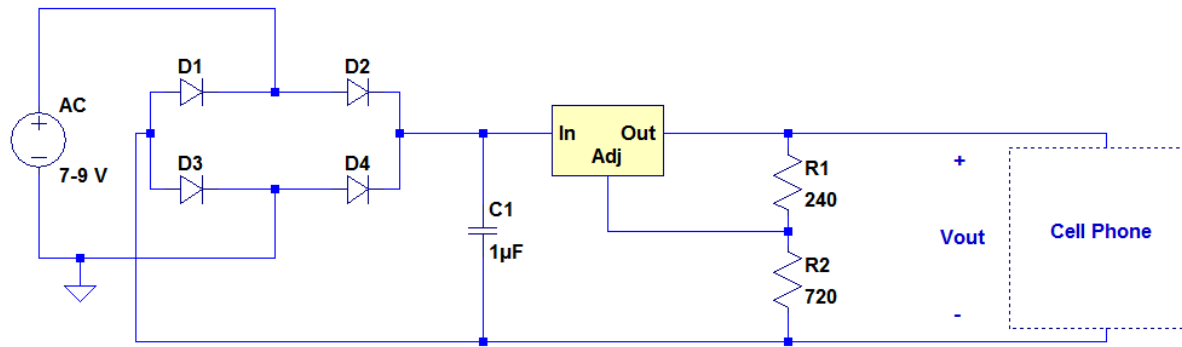 AC
+
-
7-9 V
D1
D2
D3
D4
C1
1µF
In Out
Adj
R1
240
R2
720
+
Vout
-
Cell Phone